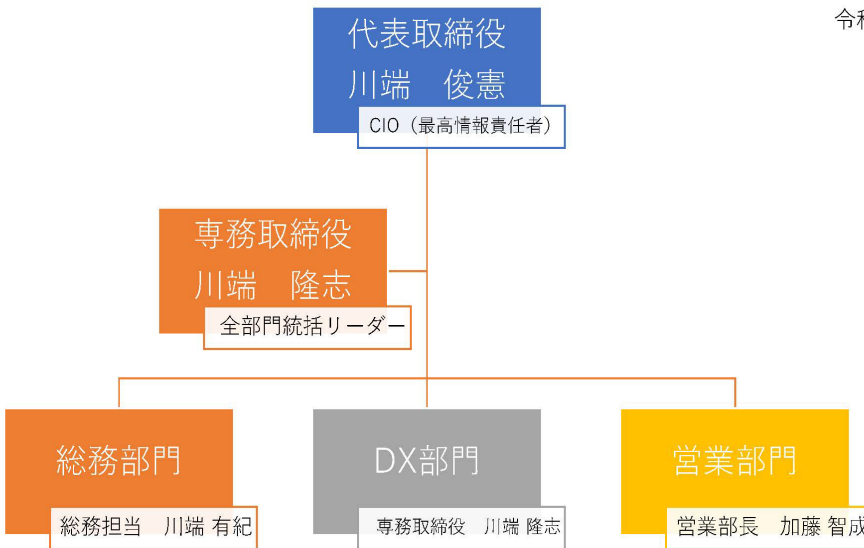 令和
代表取締役
川端　俊憲
CIO（最高情報責任者）
専務取締役
川端　隆志
全部門統括リーダー
総務部門
DX部門
営業部門
総務担当　川端 有紀
専務取締役　川端 隆志
営業部長　加藤 智成